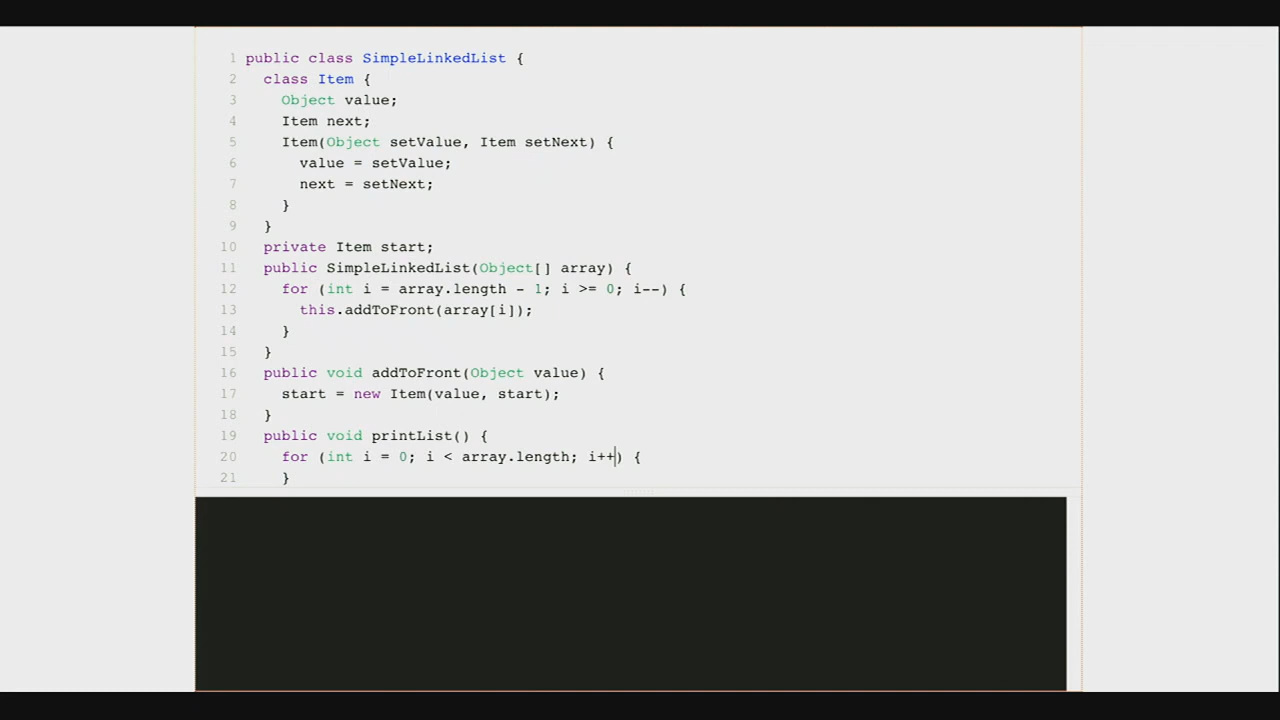 1 public class SimpleLinkedList {
2 class Item {
3 Object value;
4 Item next;
5 Item(Object setValue, Item setNext) {
6 value = setValue;
7 next = setNext;
8 }
9 }
10 private Item start;
11 public SimpleLinkedList(Object[] array) {
12 for (int i = array.length - 1; i >= 0; i--) {
13 this.addToFront(array[i]);
14 }
15 }
16 public void addToFront(Object value) {
17 start = new Item(value, start);
18 }
19 public void printList() {
20 for (int i = 0; i < array.length; i++) {
21 }